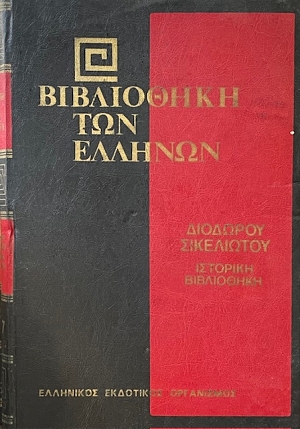 ΒΙΒΛΙΟΘΗΚΗ
ΤΩΝ
ΕΛΛΗΝΩΝ
ΔΙΟΔΩΡΟΥ
ΣΙΚΕΛΙΩΤΟΥ
ΙΣΤΟΡΙΚΗ
ΒΙΒΛΙΟΘΗΚΗ
ΕΛΛΗΝΙΚΟΣ ΕΚΔΟΤΙΚΟΣ ΟΡΓΑΝΙΣΜΟΣ